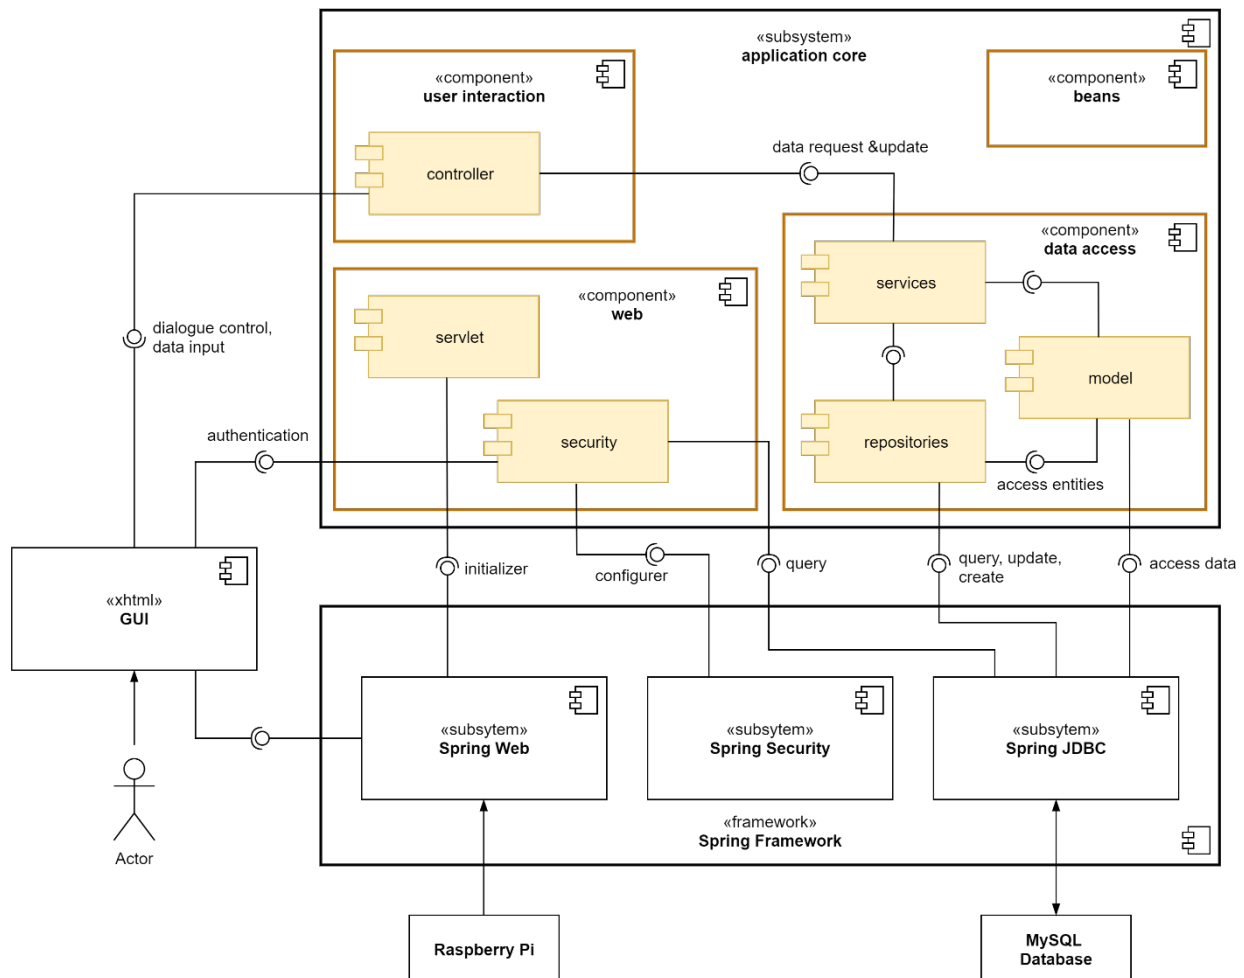 «subsystem»
application core
«component»
user interaction
«component»
beans
controller
data request &update
«component»
data access
services
«component»
web
servlet
dialogue control,
data input
model
authentication
security
repositories
access entities
initializer
configurer
query
query, update,
create
access data
«xhtml»
GUI
«subsytem»
Spring Web
«subsytem»
Spring Security
«subsytem»
Spring JDBC
«framework»
Spring Framework
Actor
Raspberry Pi
MySQL
Database